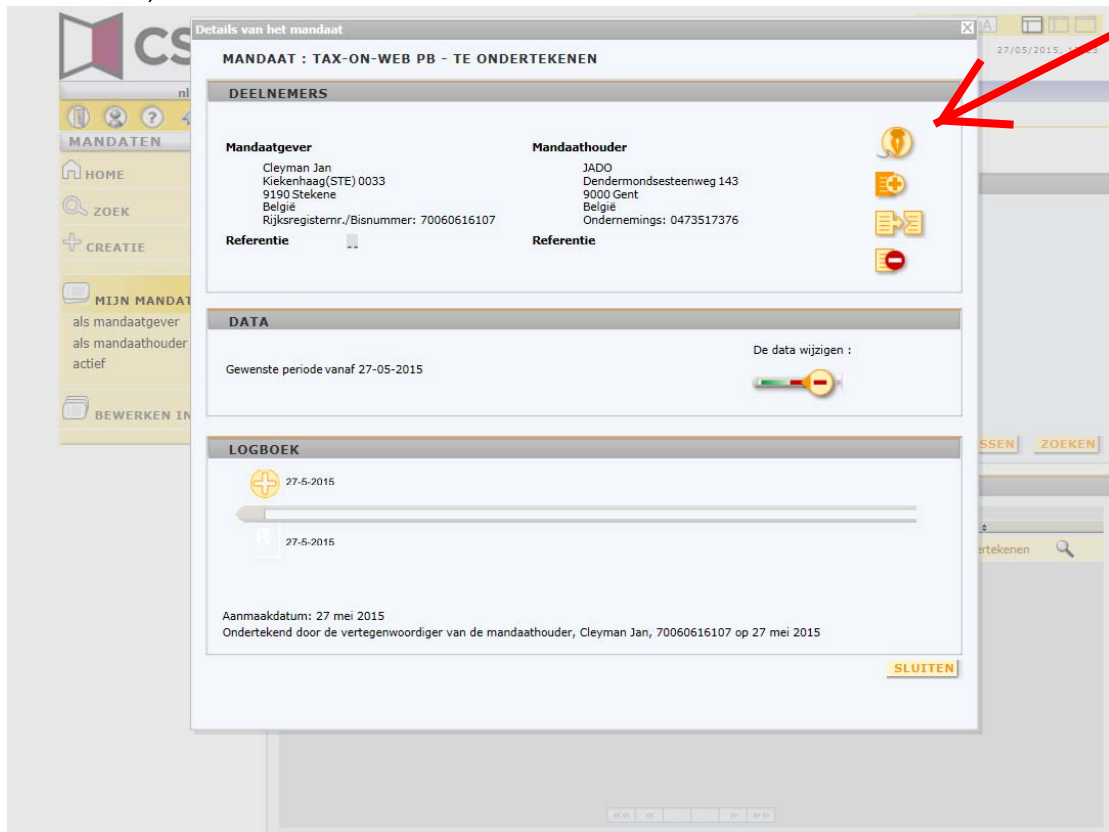 CS
nl
MANDATEN
HOME
ZOEK
CREATIE
MIJN MANDAT
als mandaatgever
als mandaathouder
actief
BEWERKEN IN
Details van het mandaat
MANDAAT : TAX-ON-WEB PB - TE ONDERTEKENEN
DEELNEMERS
Mandaatgever
Cleyman Jan
Kiekenhaag(STE) 0033
9190 Stekene
België
Rijksregisternr./Bisnummer: 70060616107
Referentie
Mandaathouder
JADO
Dendermondsesteenweg 143
9000 Gent
België
Ondernemings: 0473517376
Referentie
DATA
Gewenste periode vanaf 27-05-2015
De data wijzigen :
LOGBOEK
27-5-2015
27-5-2015
Aanmaakdatum: 27 mei 2015
Ondertekend door de vertegenwoordiger van de mandaathouder, Cleyman Jan, 70060616107 op 27 mei 2015
SLUITEN
27/05/2015,
SSEN
ZOEKEN
ertekenen